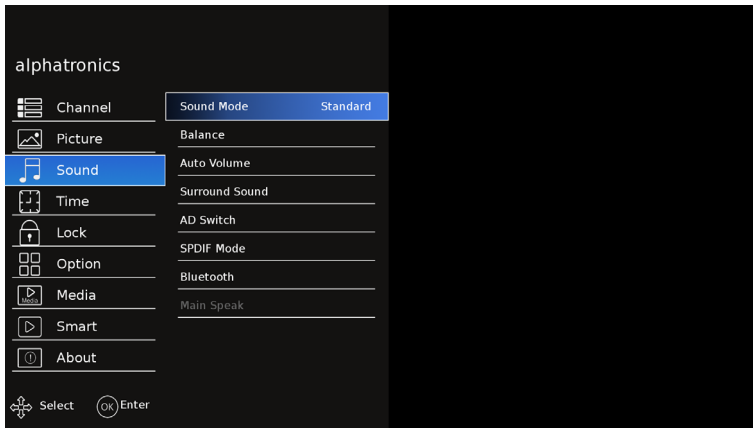 alphatronics
Channel
Picture
Sound
Time
Lock
Option
Media
Media
Smart
About
Select
OK Enter
Sound Mode Standard
Balance
Auto Volume
Surround Sound
AD Switch
SPDIF Mode
Bluetooth
Main Speak